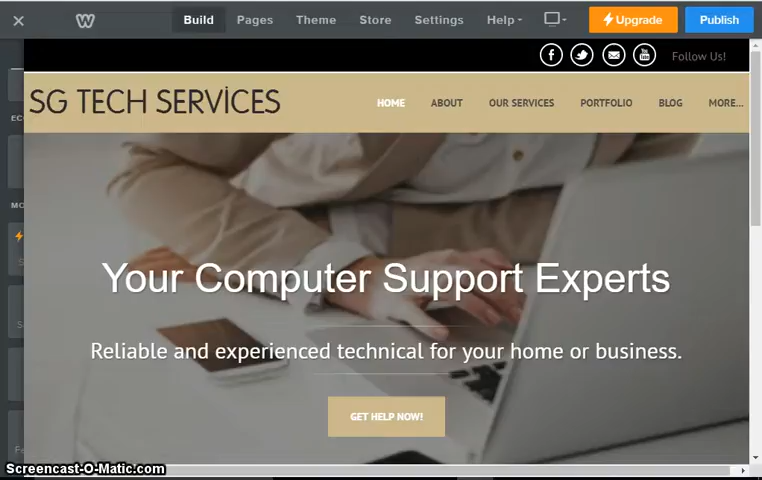 Build Pages Theme Store Settings Help Upgrade Publish
Follow Us!
SG TECH SERVICES HOME ABOUT OUR SERVICES PORTFOLIO BLOG MORE...
Your Computer Support Experts
Reliable and experienced technical for your home or business.
GET HELP NOW!
Screencast-O-Matic.com